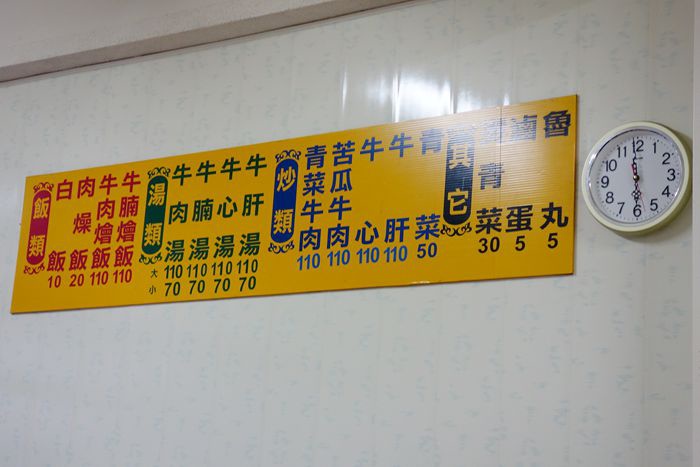 飯類
白飯 10
肉燥飯 20
牛肉燴飯 110
牛腩燴飯 110
湯類
大 小
牛肉湯 110 70
牛腩湯 110 70
牛心湯 110 70
牛肝湯 110 70
炒類
青菜牛肉 110
苦瓜牛肉 110
牛心 110
牛肝 110
青菜 50
其它
青菜 30
滷蛋 5
魯丸 5
11 12 1 2 3 4 5 6 7 8 9 10